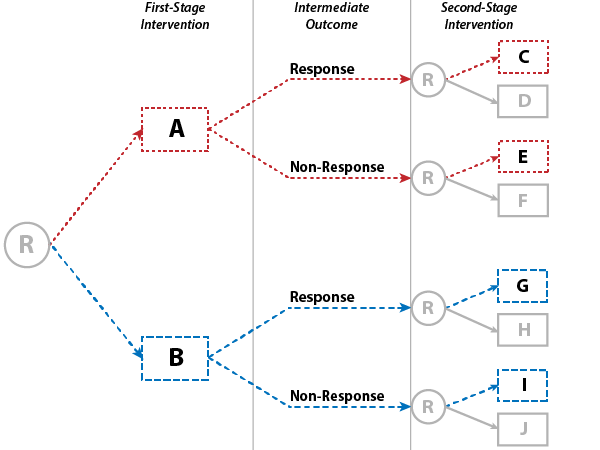 First-Stage
Intervention
Intermediate
Outcome
Second-Stage
Intervention
Response
R
C
D
A
Non-Response
R
E
F
R
Response
R
G
H
B
Non-Response
R
I
J